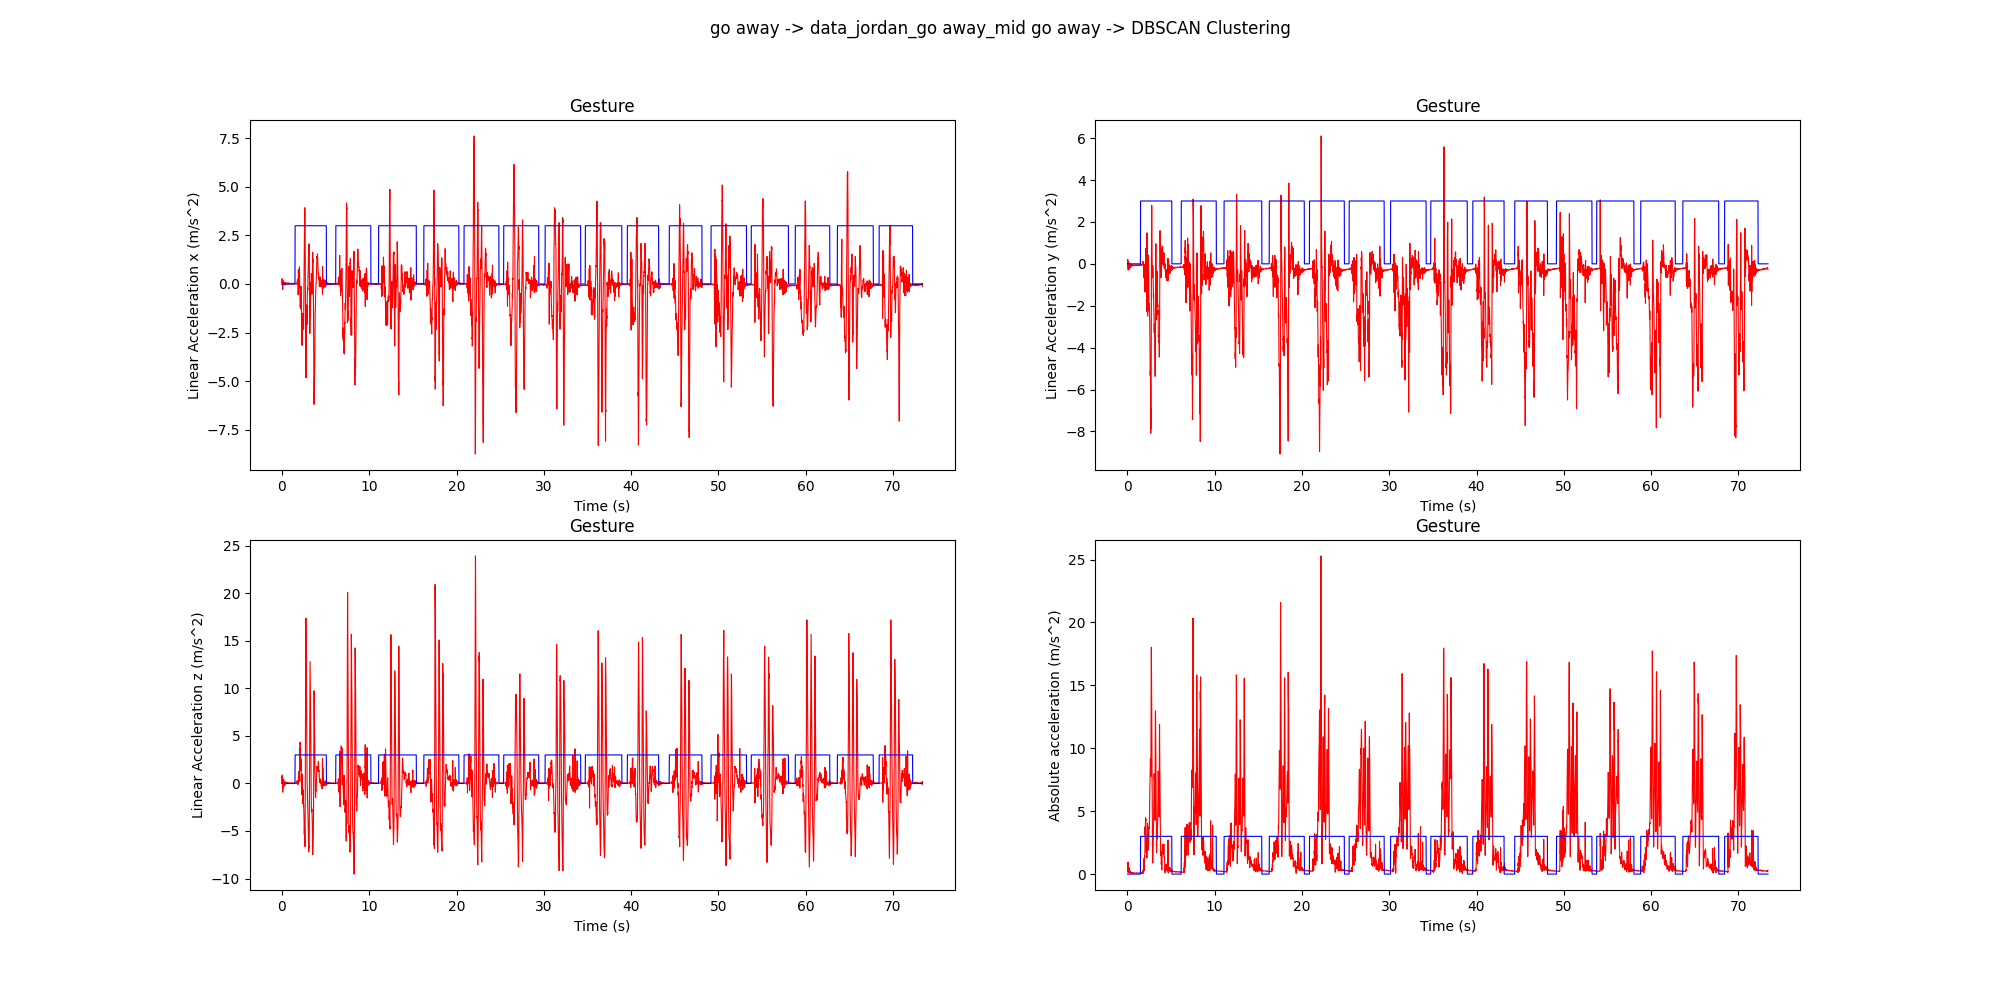 go away -> data_jordan_go away_mid go away -> DBSCAN Clustering
Gesture
7.5
5.0
2.5
0.0
−2.5
−5.0
−7.5
Linear Acceleration x (m/s^2)
0 10 20 30 40 50 60 70
Time (s)
Gesture
6
4
2
0
−2
−4
−6
−8
Linear Acceleration y (m/s^2)
0 10 20 30 40 50 60 70
Time (s)
Gesture
25
20
15
10
5
0
−5
−10
Linear Acceleration z (m/s^2)
0 10 20 30 40 50 60 70
Time (s)
Gesture
25
20
15
10
5
0
Absolute acceleration (m/s^2)
0 10 20 30 40 50 60 70
Time (s)